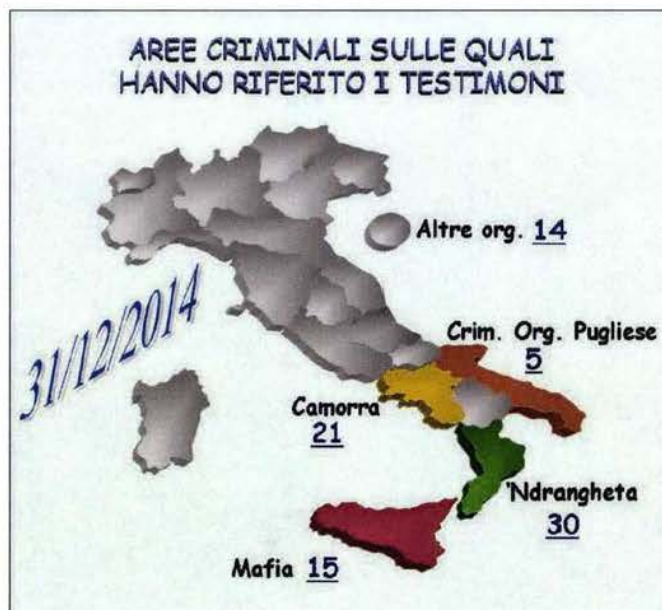 AREE CRIMINALI SULLE QUALI
HANNO RIFERITO I TESTIMONI
Altre org. 14
31/12/2014
Crim. Org. Pugliese
5
Camorra
21
'Ndrangheta
30
Mafia 15